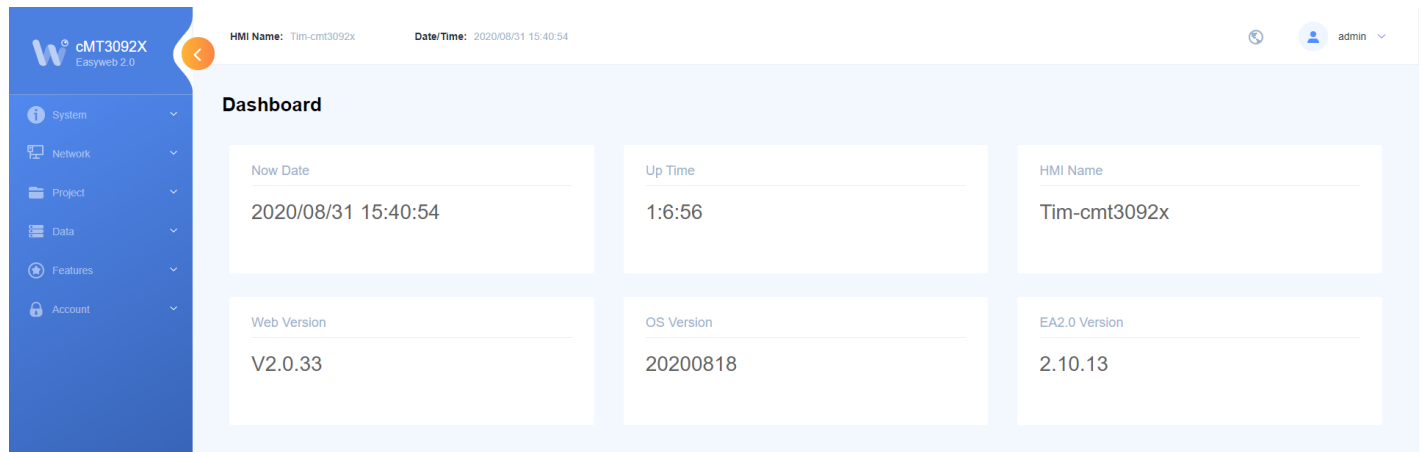 cMT3092X
Easyweb 2.0
HMI Name: Tim-cmt3092x Date/Time: 2020/08/31 15:40:54
admin
System
Network
Project
Data
Features
Account
Dashboard
Now Date
2020/08/31 15:40:54
Up Time
1:6:56
HMI Name
Tim-cmt3092x
Web Version
V2.0.33
OS Version
20200818
EA2.0 Version
2.10.13